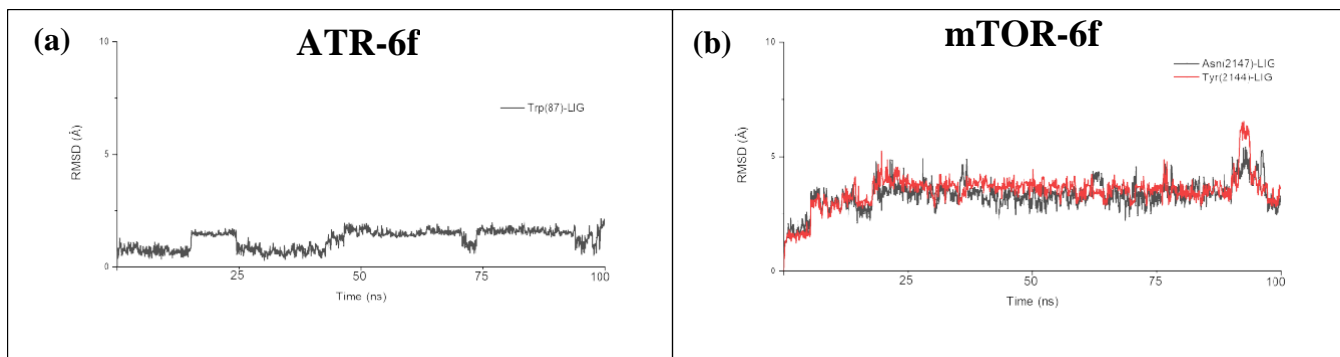 (a)
ATR-6f
10
5
0
RMSD (Å)
Trp(87)-LIG
25
50
75
100
Time (ns)
(b)
mTOR-6f
10
5
0
RMSD (Å)
Asn(2147)-LIG
Tyr(2144)-LIG
25
50
75
100
Time (ns)